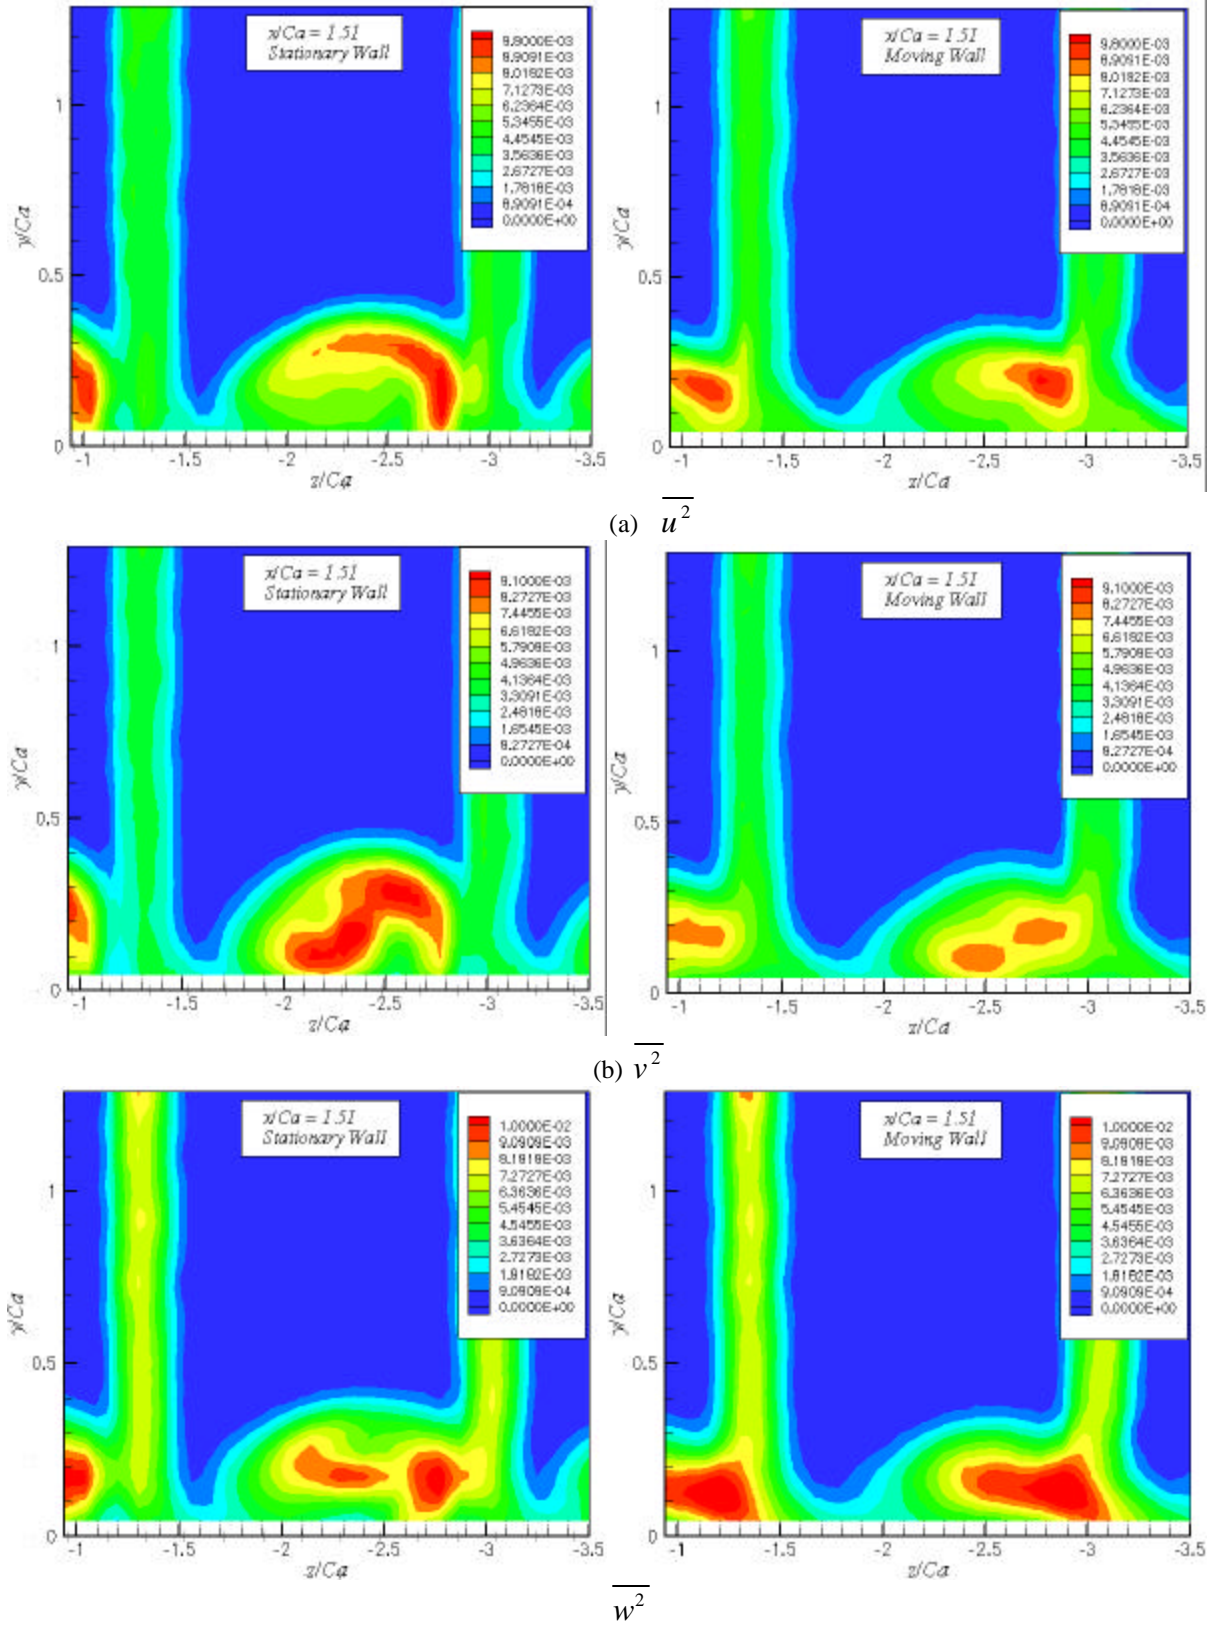 x/Ca = 1.51
Stationary Wall
9.8000E-03
8.9091E-03
8.0182E-03
7.1273E-03
6.2364E-03
5.3455E-03
4.4545E-03
3.5636E-03
2.6727E-03
1.7818E-03
8.9091E-04
0.0000E+00
y/Ca
1
0.5
0
-1 -1.5 -2 -2.5 -3 -3.5
z/Ca
x/Ca = 1.51
Moving Wall
9.8000E-03
8.9091E-03
8.0182E-03
7.1273E-03
6.2364E-03
5.3455E-03
4.4545E-03
3.5636E-03
2.6727E-03
1.7818E-03
8.9091E-04
0.0000E+00
y/Ca
1
0.5
0
-1 -1.5 -2 -2.5 -3 -3.5
z/Ca
(a) u²
x/Ca = 1.51
Stationary Wall
9.1000E-03
8.2727E-03
7.4455E-03
6.6182E-03
5.7909E-03
4.9636E-03
4.1364E-03
3.3091E-03
2.4818E-03
1.6545E-03
8.2727E-04
0.0000E+00
y/Ca
1
0.5
0
-1 -1.5 -2 -2.5 -3 -3.5
z/Ca
x/Ca = 1.51
Moving Wall
9.1000E-03
8.2727E-03
7.4455E-03
6.6182E-03
5.7909E-03
4.9636E-03
4.1364E-03
3.3091E-03
2.4818E-03
1.6545E-03
8.2727E-04
0.0000E+00
y/Ca
1
0.5
0
-1 -1.5 -2 -2.5 -3 -3.5
z/Ca
(b) v²
x/Ca = 1.51
Stationary Wall
1.0000E-02
9.0909E-03
8.1818E-03
7.2727E-03
6.3636E-03
5.4545E-03
4.5455E-03
3.6364E-03
2.7273E-03
1.8182E-03
9.0909E-04
0.0000E+00
y/Ca
1
0.5
0
-1 -1.5 -2 -2.5 -3 -3.5
z/Ca
x/Ca = 1.51
Moving Wall
1.0000E-02
9.0909E-03
8.1818E-03
7.2727E-03
6.3636E-03
5.4545E-03
4.5455E-03
3.6364E-03
2.7273E-03
1.8182E-03
9.0909E-04
0.0000E+00
y/Ca
1
0.5
0
-1 -1.5 -2 -2.5 -3 -3.5
z/Ca
w²